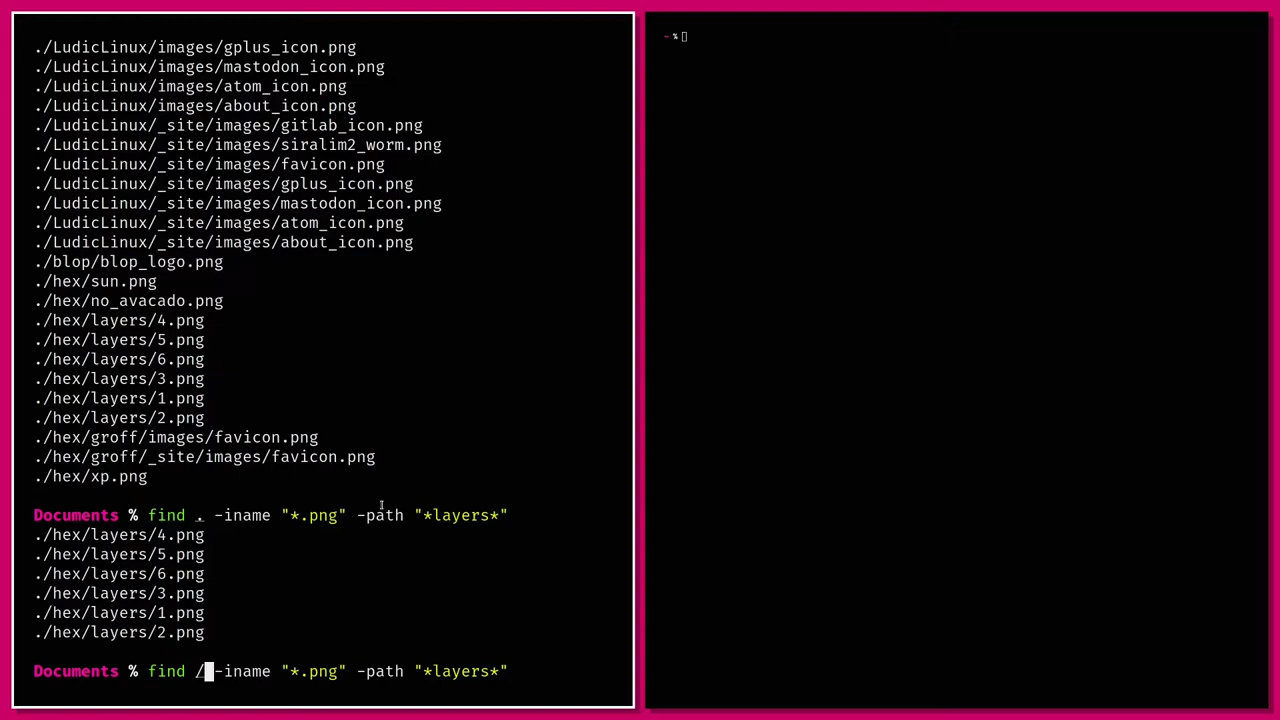 ./LudicLinux/images/gplus_icon.png
./LudicLinux/images/mastodon_icon.png
./LudicLinux/images/atom_icon.png
./LudicLinux/images/about_icon.png
./LudicLinux/_site/images/gitlab_icon.png
./LudicLinux/_site/images/siralim2_worm.png
./LudicLinux/_site/images/favicon.png
./LudicLinux/_site/images/gplus_icon.png
./LudicLinux/_site/images/mastodon_icon.png
./LudicLinux/_site/images/atom_icon.png
./LudicLinux/_site/images/about_icon.png
./blop/blop_logo.png
./hex/sun.png
./hex/no_avacado.png
./hex/layers/4.png
./hex/layers/5.png
./hex/layers/6.png
./hex/layers/3.png
./hex/layers/1.png
./hex/layers/2.png
./hex/groff/images/favicon.png
./hex/groff/_site/images/favicon.png
./hex/xp.png
Documents % find . -iname "*.png" -path "*layers*"
./hex/layers/4.png
./hex/layers/5.png
./hex/layers/6.png
./hex/layers/3.png
./hex/layers/1.png
./hex/layers/2.png
Documents % find / -iname "*.png" -path "*layers*"
~ %